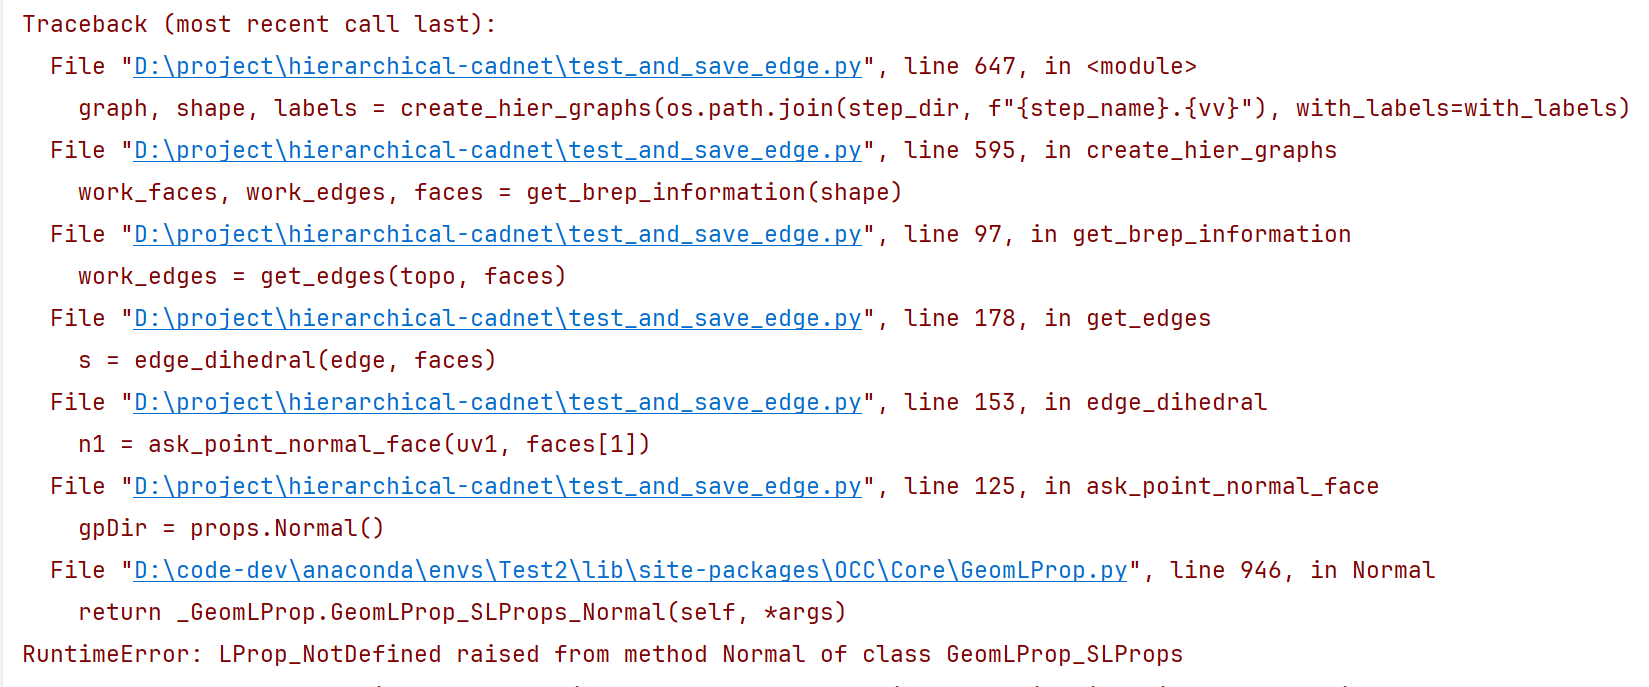 Traceback (most recent call last):
File "D:\project\hierarchical-cadnet\test_and_save_edge.py", line 647, in <module>
graph, shape, labels = create_hier_graphs(os.path.join(step_dir, f"{step_name}.{vv}"), with_labels=with_labels)
File "D:\project\hierarchical-cadnet\test_and_save_edge.py", line 595, in create_hier_graphs
work_faces, work_edges, faces = get_brep_information(shape)
File "D:\project\hierarchical-cadnet\test_and_save_edge.py", line 97, in get_brep_information
work_edges = get_edges(topo, faces)
File "D:\project\hierarchical-cadnet\test_and_save_edge.py", line 178, in get_edges
s = edge_dihedral(edge, faces)
File "D:\project\hierarchical-cadnet\test_and_save_edge.py", line 153, in edge_dihedral
n1 = ask_point_normal_face(uv1, faces[1])
File "D:\project\hierarchical-cadnet\test_and_save_edge.py", line 125, in ask_point_normal_face
gpDir = props.Normal()
File "D:\code-dev\anaconda\envs\Test2\lib\site-packages\OCC\Core\GeomLProp.py", line 946, in Normal
return _GeomLProp.GeomLProp_SLProps_Normal(self, *args)
RuntimeError: LProp_NotDefined raised from method Normal of class GeomLProp_SLProps